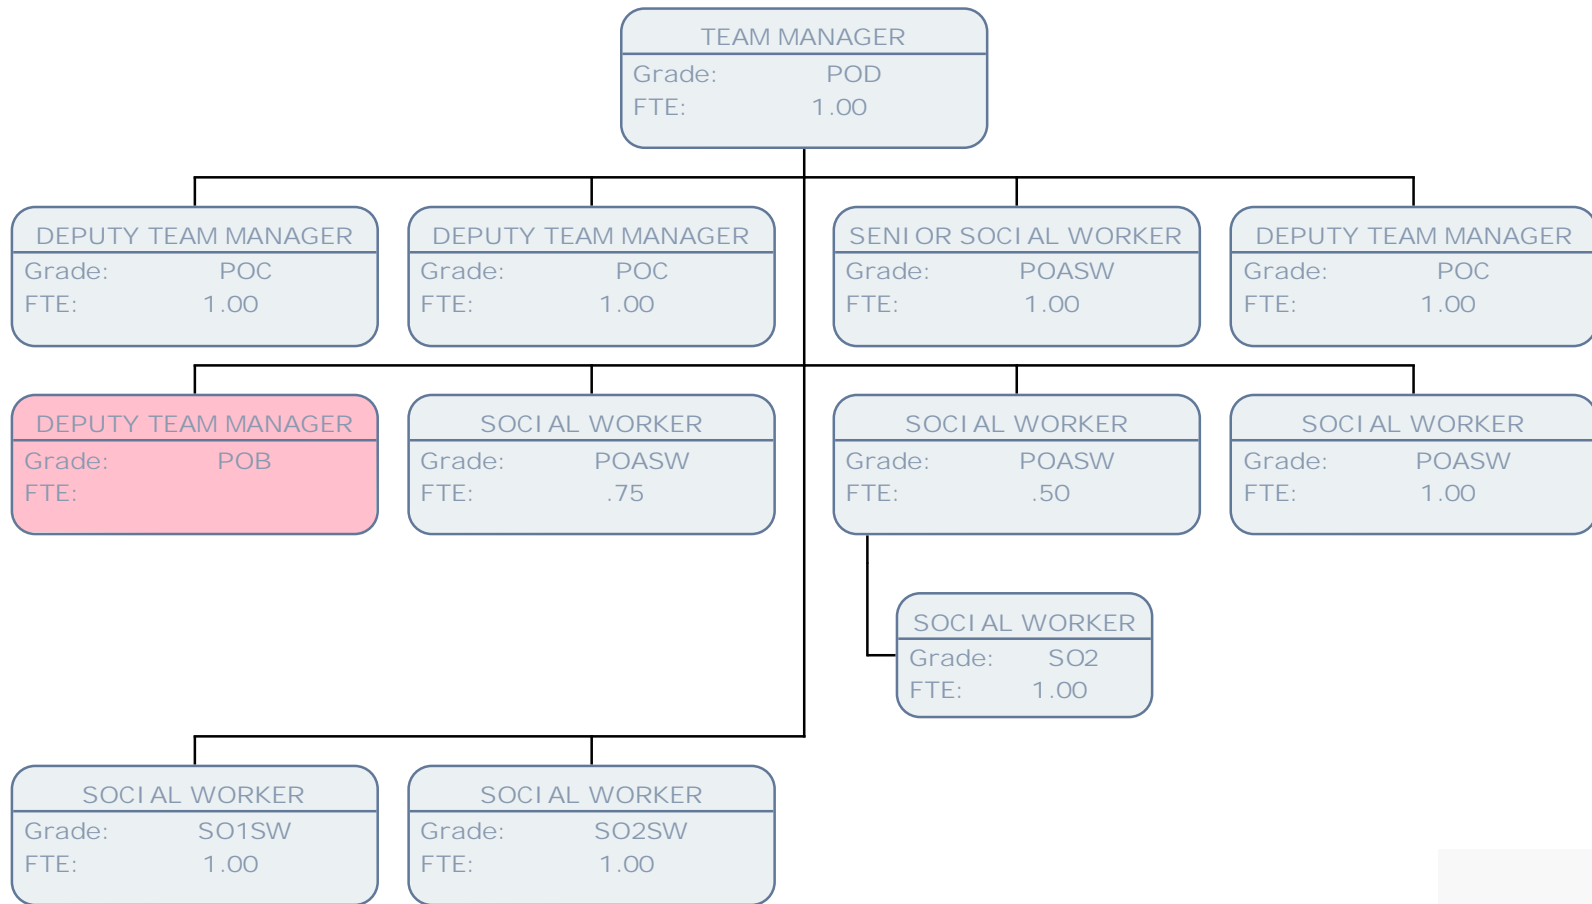 TEAM MANAGER
Grade: POD
FTE: 1.00
DEPUTY TEAM MANAGER
Grade: POC
FTE: 1.00
DEPUTY TEAM MANAGER
Grade: POC
FTE: 1.00
SENIOR SOCIAL WORKER
Grade: POASW
FTE: 1.00
DEPUTY TEAM MANAGER
Grade: POC
FTE: 1.00
DEPUTY TEAM MANAGER
Grade: POB
FTE:
SOCIAL WORKER
Grade: POASW
FTE: .75
SOCIAL WORKER
Grade: POASW
FTE: .50
SOCIAL WORKER
Grade: POASW
FTE: 1.00
SOCIAL WORKER
Grade: SO2
FTE: 1.00
SOCIAL WORKER
Grade: SO1SW
FTE: 1.00
SOCIAL WORKER
Grade: SO2SW
FTE: 1.00